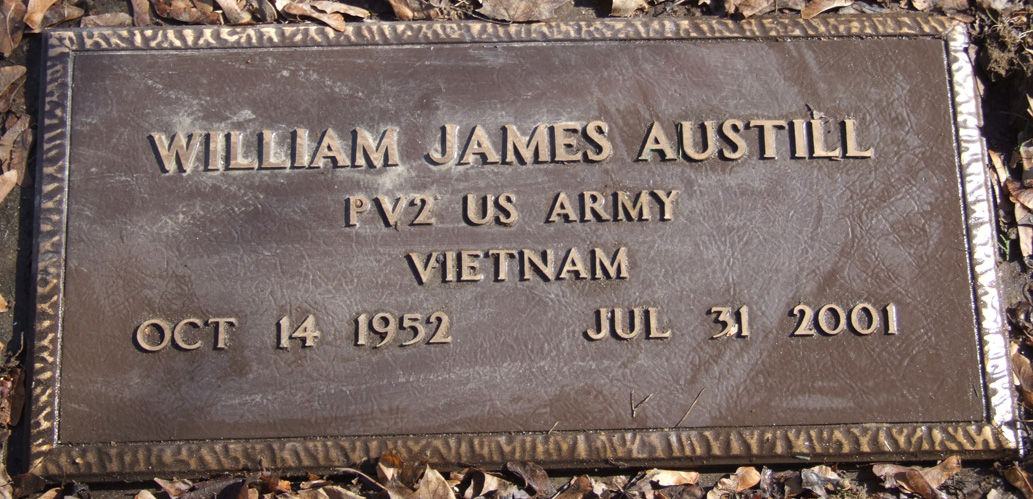 WILLIAM JAMES AUSTILL
PV2 US ARMY
VIETNAM
OCT 14 1952 JUL 31 2001